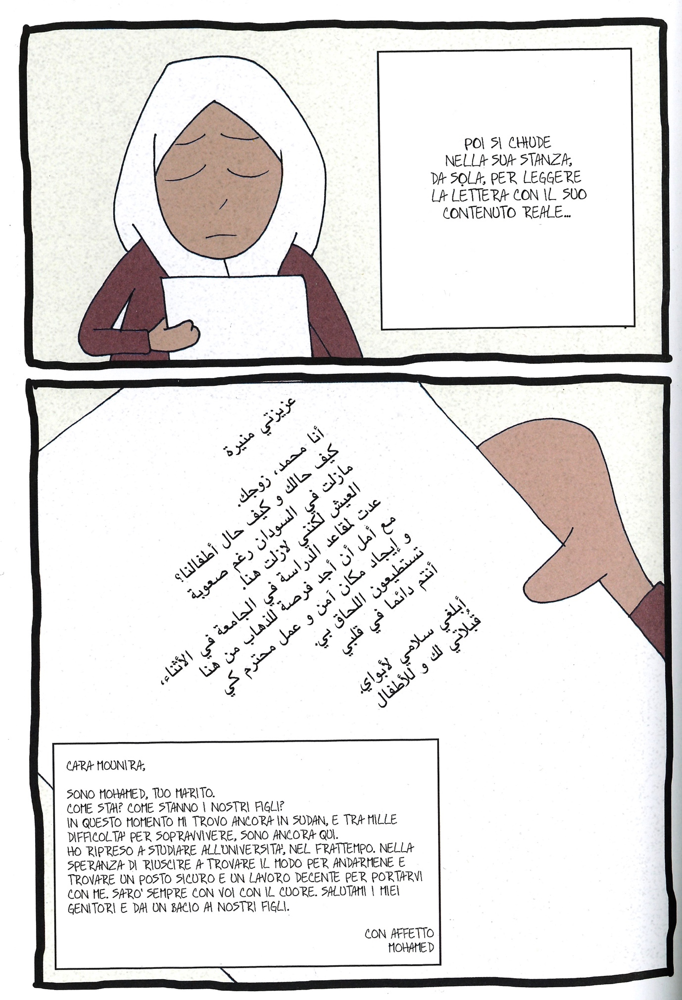 POI SI CHIUDE
NELLA SUA STANZA,
DA SOLA, PER LEGGERE
LA LETTERA CON IL SUO
CONTENUTO REALE...
عزيزتي منيرة
أنا محمد، زوجك.
كيف حالك و كيف حال أطفالنا؟
مازلت في السودان رغم صعوبة
العيش لكنني لازلت هنا.
عدت لمقاعد الدراسة في الجامعة في الأثناء،
مع أمل أن أجد فرصة للذهاب من هنا
و إيجاد مكان آمن و عمل محترم كي
تستطيعون اللحاق بي.
أنتم دائما في قلبي
أبلغي سلامي لأبواي.
قبُلاتي لك و للأطفال
CARA MOUNIRA,
SONO MOHAMED, TUO MARITO.
COME STAI? COME STANNO I NOSTRI FIGLI?
IN QUESTO MOMENTO MI TROVO ANCORA IN SUDAN, E TRA MILLE
DIFFICOLTA' PER SOPRAVVIVERE, SONO ANCORA QUI.
HO RIPRESO A STUDIARE ALL'UNIVERSITA', NEL FRATTEMPO. NELLA
SPERANZA DI RIUSCIRE A TROVARE IL MODO PER ANDARMENE E
TROVARE UN POSTO SICURO E UN LAVORO DECENTE PER PORTARVI
CON ME. SARO' SEMPRE CON VOI CON IL CUORE. SALUTAMI I MIEI
GENITORI E DAI UN BACIO AI NOSTRI FIGLI.
CON AFFETTO
MOHAMED